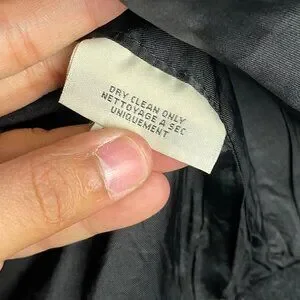 DRY CLEAN ONLY
NETTOYAGE A SEC
UNIQUEMENT